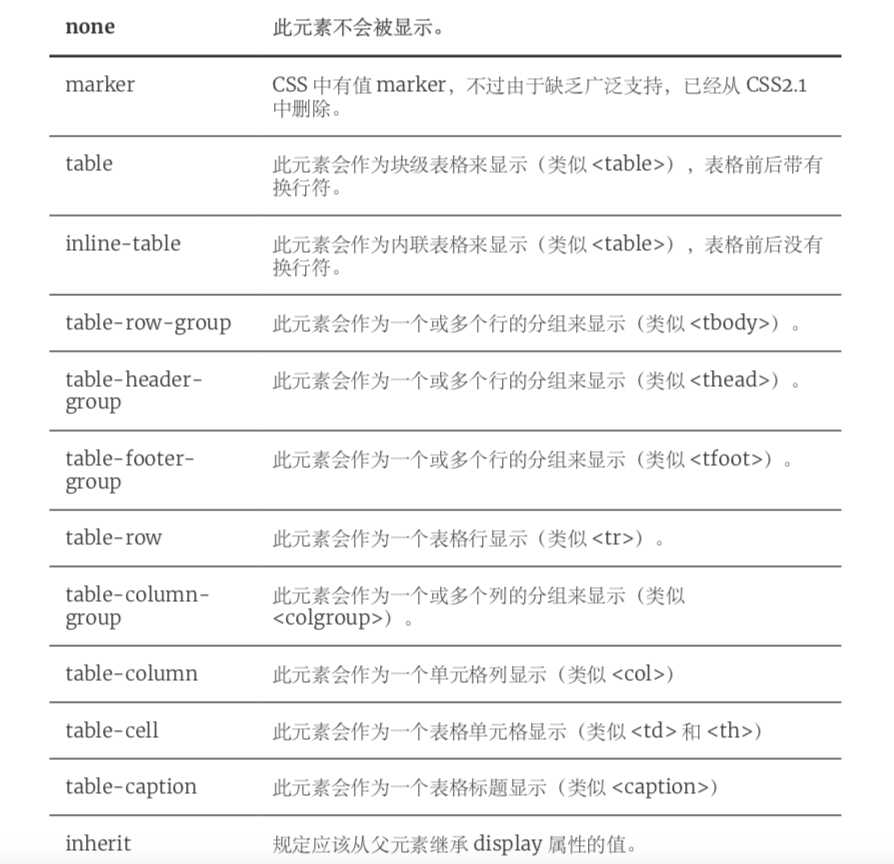 none 此元素不会被显示。
marker CSS 中有值 marker，不过由于缺乏广泛支持，已经从 CSS2.1
中删除。
table 此元素会作为块级表格来显示（类似 <table>），表格前后带有
换行符。
inline-table 此元素会作为内联表格来显示（类似 <table>），表格前后没有
换行符。
table-row-group 此元素会作为一个或多个行的分组来显示（类似 <tbody>）。
table-header- 此元素会作为一个或多个行的分组来显示（类似 <thead>）。
group
table-footer- 此元素会作为一个或多个行的分组来显示（类似 <tfoot>）。
group
table-row 此元素会作为一个表格行显示（类似 <tr>）。
table-column- 此元素会作为一个或多个列的分组来显示（类似
group <colgroup>）。
table-column 此元素会作为一个单元格列显示（类似 <col>）
table-cell 此元素会作为一个表格单元格显示（类似 <td> 和 <th>）
table-caption 此元素会作为一个表格标题显示（类似 <caption>）
inherit 规定应该从父元素继承 display 属性的值。